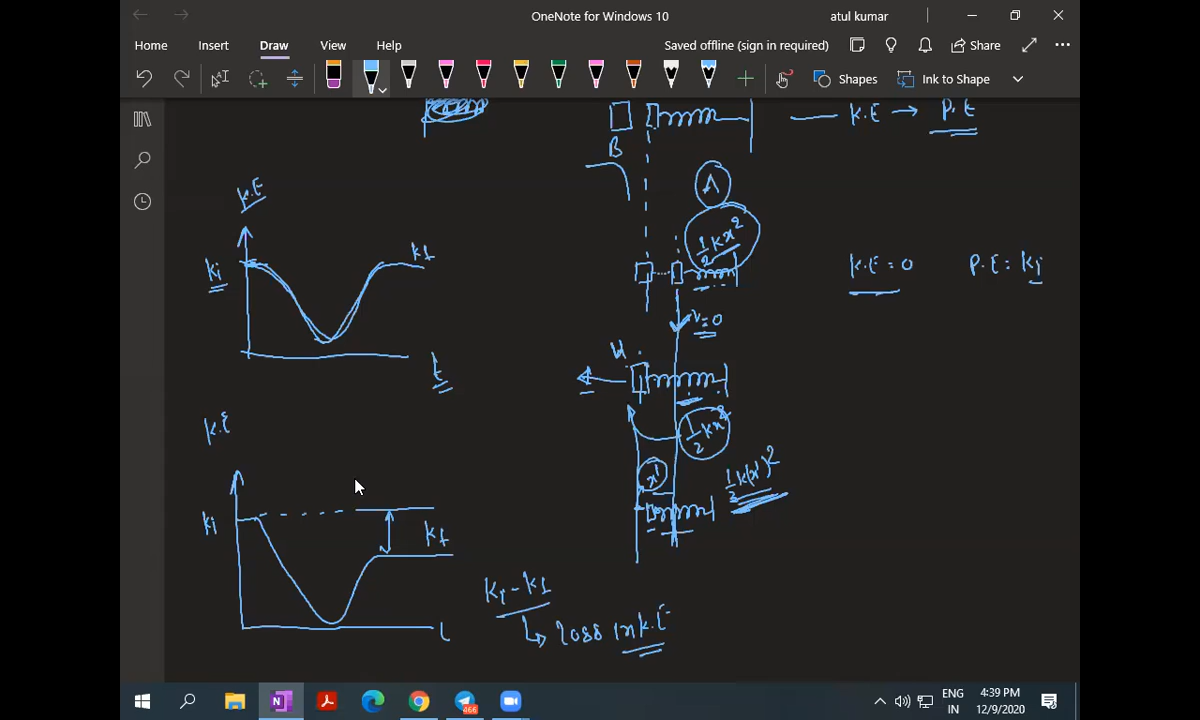 OneNote for Windows 10
atul kumar
Home Insert Draw View Help
Saved offline (sign in required)
Share
Shapes
Ink to Shape
K.E → P.E
B
A
K.E
Ki
Kf
t
1/2 kx²
K.E = 0
P.E = Ki
v=0
1/2 kx²
x'
1/2 k(x')²
K.E
Ki
Kf
t
Ki - Kf
loss in K.E
466
ENG
IN
4:39 PM
12/9/2020